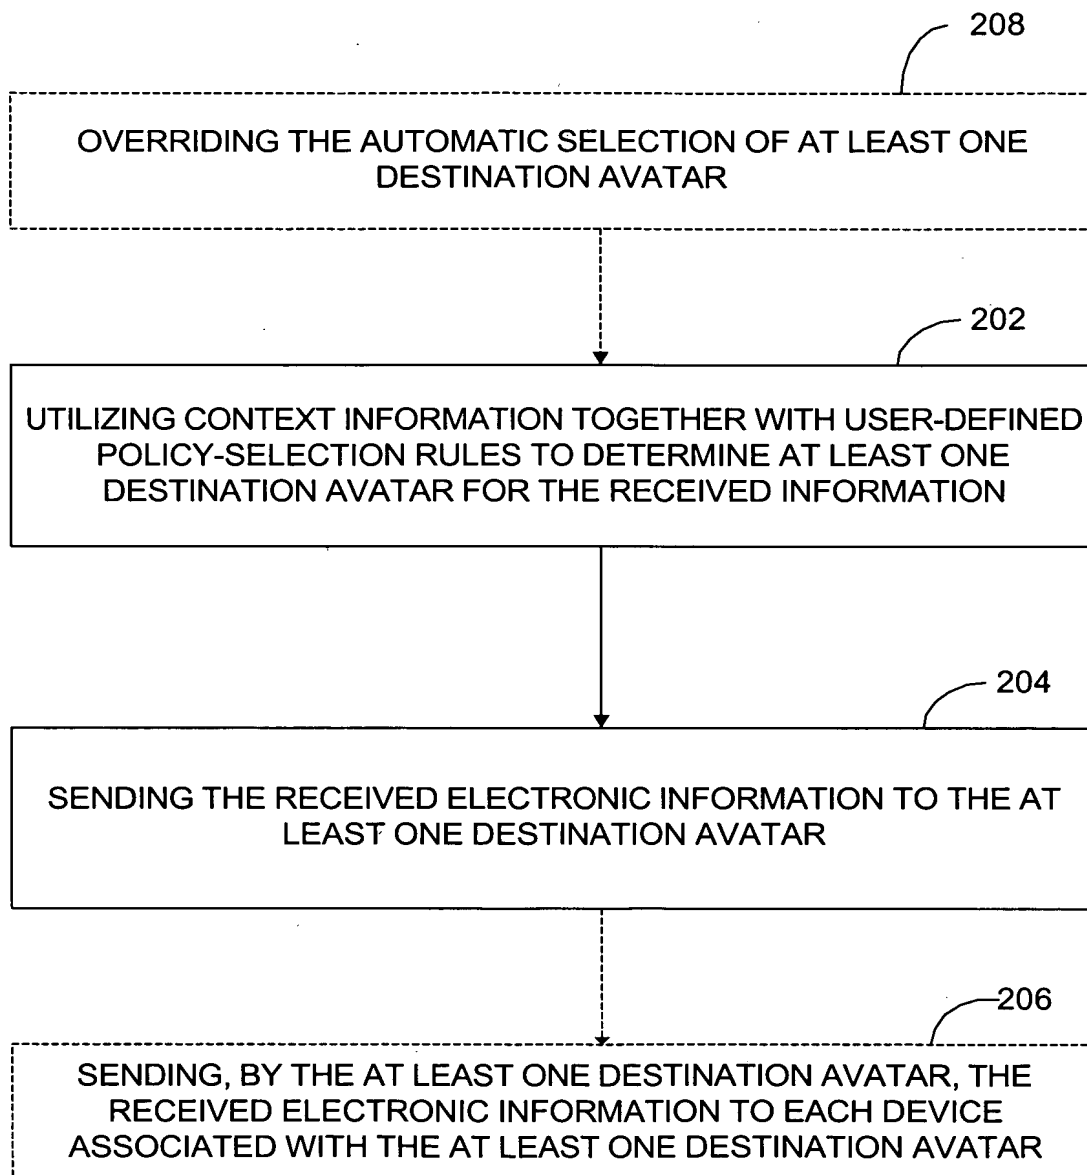 208
OVERRIDING THE AUTOMATIC SELECTION OF AT LEAST ONE
DESTINATION AVATAR
202
UTILIZING CONTEXT INFORMATION TOGETHER WITH USER-DEFINED
POLICY-SELECTION RULES TO DETERMINE AT LEAST ONE
DESTINATION AVATAR FOR THE RECEIVED INFORMATION
204
SENDING THE RECEIVED ELECTRONIC INFORMATION TO THE AT
LEAST ONE DESTINATION AVATAR
206
SENDING, BY THE AT LEAST ONE DESTINATION AVATAR, THE
RECEIVED ELECTRONIC INFORMATION TO EACH DEVICE
ASSOCIATED WITH THE AT LEAST ONE DESTINATION AVATAR